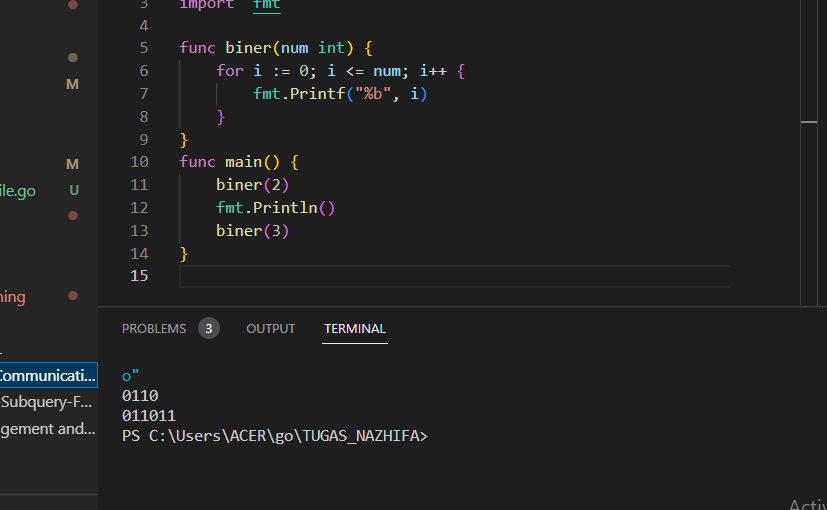 3 import "fmt"
4
5 func biner(num int) {
6 for i := 0; i <= num; i++ {
7 fmt.Printf("%b", i)
8 }
9 }
10 func main() {
11 biner(2)
12 fmt.Println()
13 biner(3)
14 }
15
M
M
ile.go U
ning
Communicati...
-Subquery-F...
gement and...
PROBLEMS 3 OUTPUT TERMINAL
o"
0110
011011
PS C:\Users\ACER\go\TUGAS_NAZHIFA>
Activ